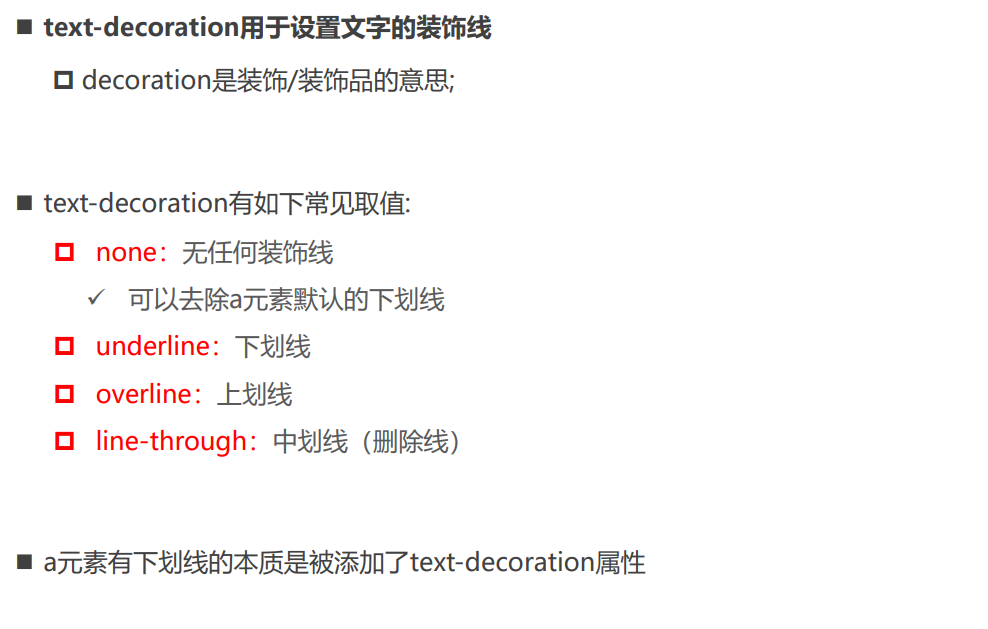 ■ text-decoration用于设置文字的装饰线
decoration是装饰/装饰品的意思;
■ text-decoration有如下常见取值:
none：无任何装饰线
✓ 可以去除a元素默认的下划线
underline：下划线
overline：上划线
line-through：中划线（删除线）
■ a元素有下划线的本质是被添加了text-decoration属性